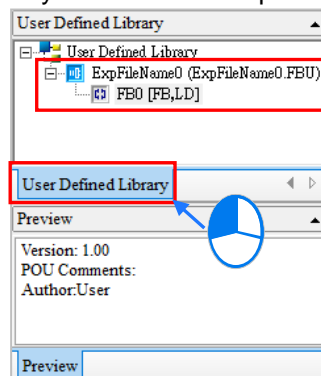 User Defined Library
User Defined Library
ExpFileName0 (ExpFileName0.FBU)
FB0 [FB,LD]
User Defined Library
Preview
Version: 1.00
POU Comments:
Author:User
Preview